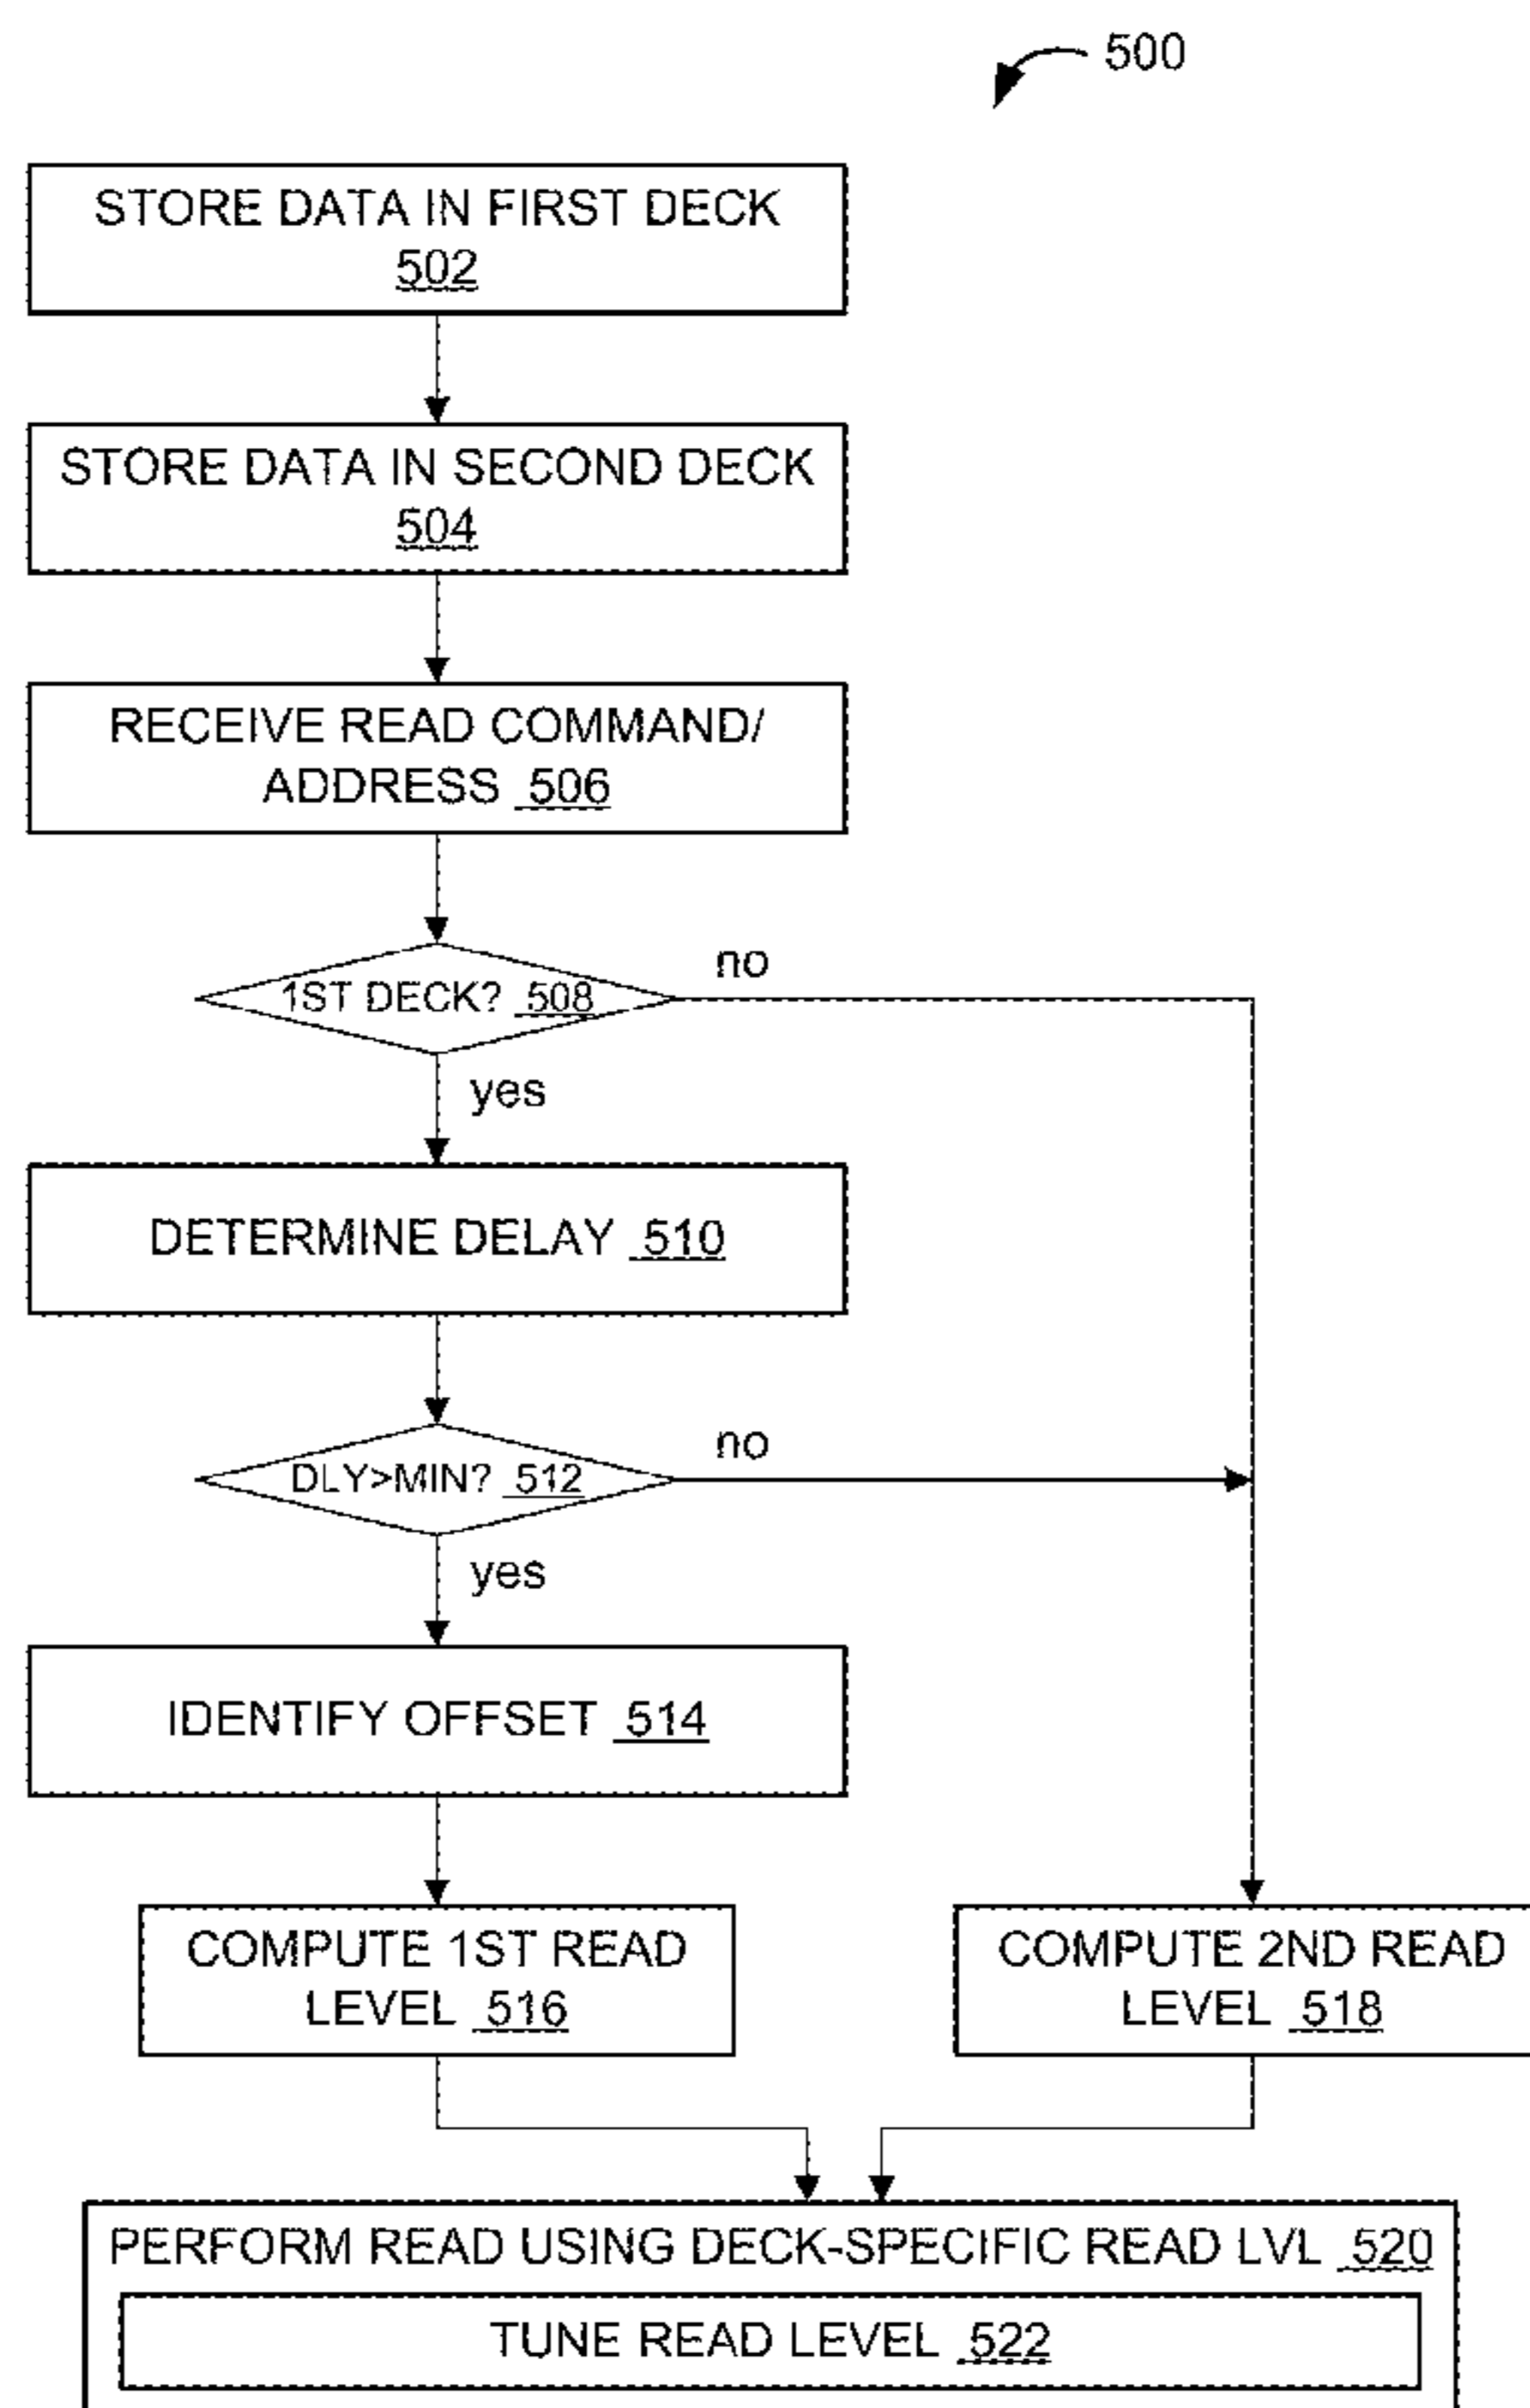 500
STORE DATA IN FIRST DECK
502
STORE DATA IN SECOND DECK
504
RECEIVE READ COMMAND/
ADDRESS 506
1ST DECK? 508
no
yes
DETERMINE DELAY 510
DLY>MIN? 512
no
yes
IDENTIFY OFFSET 514
COMPUTE 1ST READ
LEVEL 516
COMPUTE 2ND READ
LEVEL 518
PERFORM READ USING DECK-SPECIFIC READ LVL 520
TUNE READ LEVEL 522